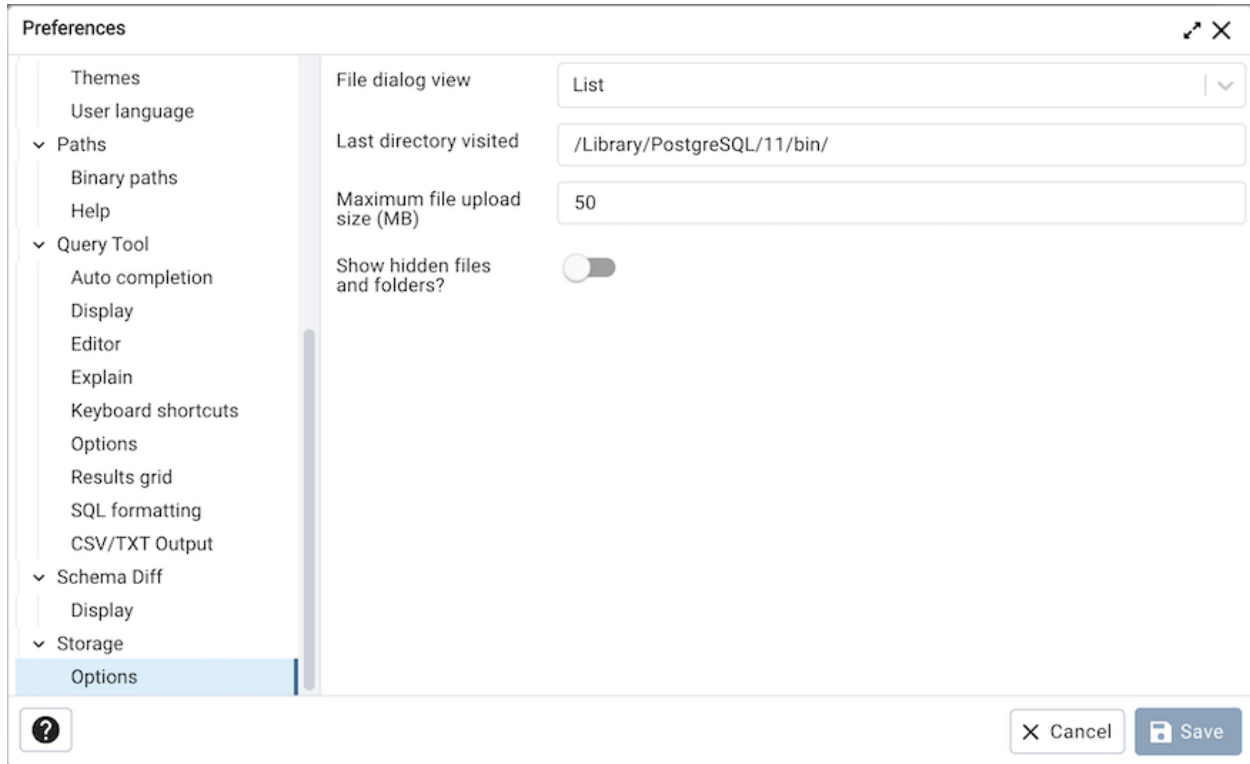 Preferences
Themes
User language
Paths
Binary paths
Help
Query Tool
Auto completion
Display
Editor
Explain
Keyboard shortcuts
Options
Results grid
SQL formatting
CSV/TXT Output
Schema Diff
Display
Storage
Options
File dialog view
List
Last directory visited
/Library/PostgreSQL/11/bin/
Maximum file upload
size (MB)
50
Show hidden files
and folders?
?
Cancel
Save